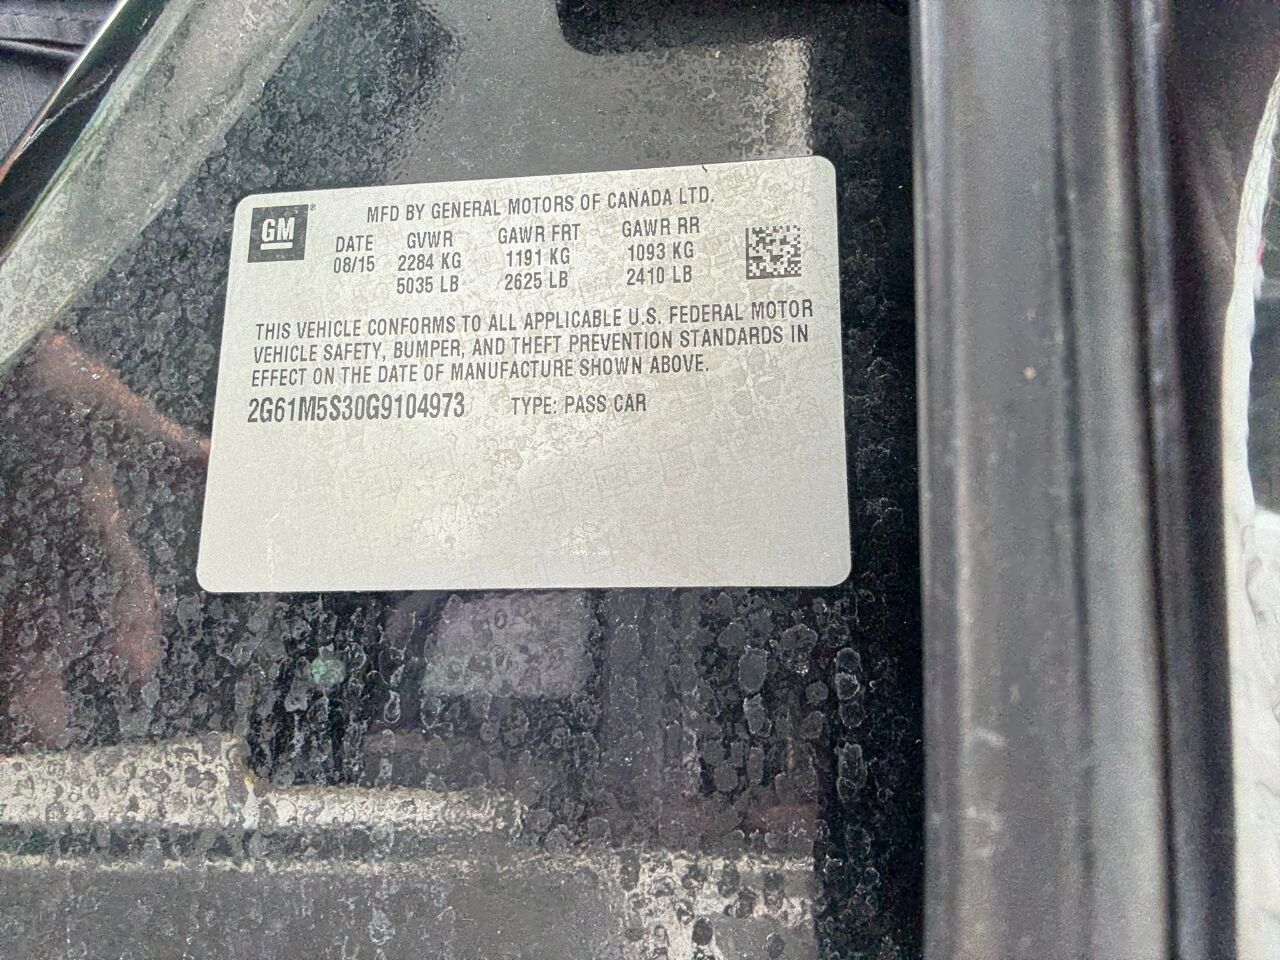 GM
MFD BY GENERAL MOTORS OF CANADA LTD.
DATE GVWR GAWR FRT GAWR RR
08/15 2284 KG 1191 KG 1093 KG
5035 LB 2625 LB 2410 LB
THIS VEHICLE CONFORMS TO ALL APPLICABLE U.S. FEDERAL MOTOR
VEHICLE SAFETY, BUMPER, AND THEFT PREVENTION STANDARDS IN
EFFECT ON THE DATE OF MANUFACTURE SHOWN ABOVE.
2G61M5S30G9104973 TYPE: PASS CAR